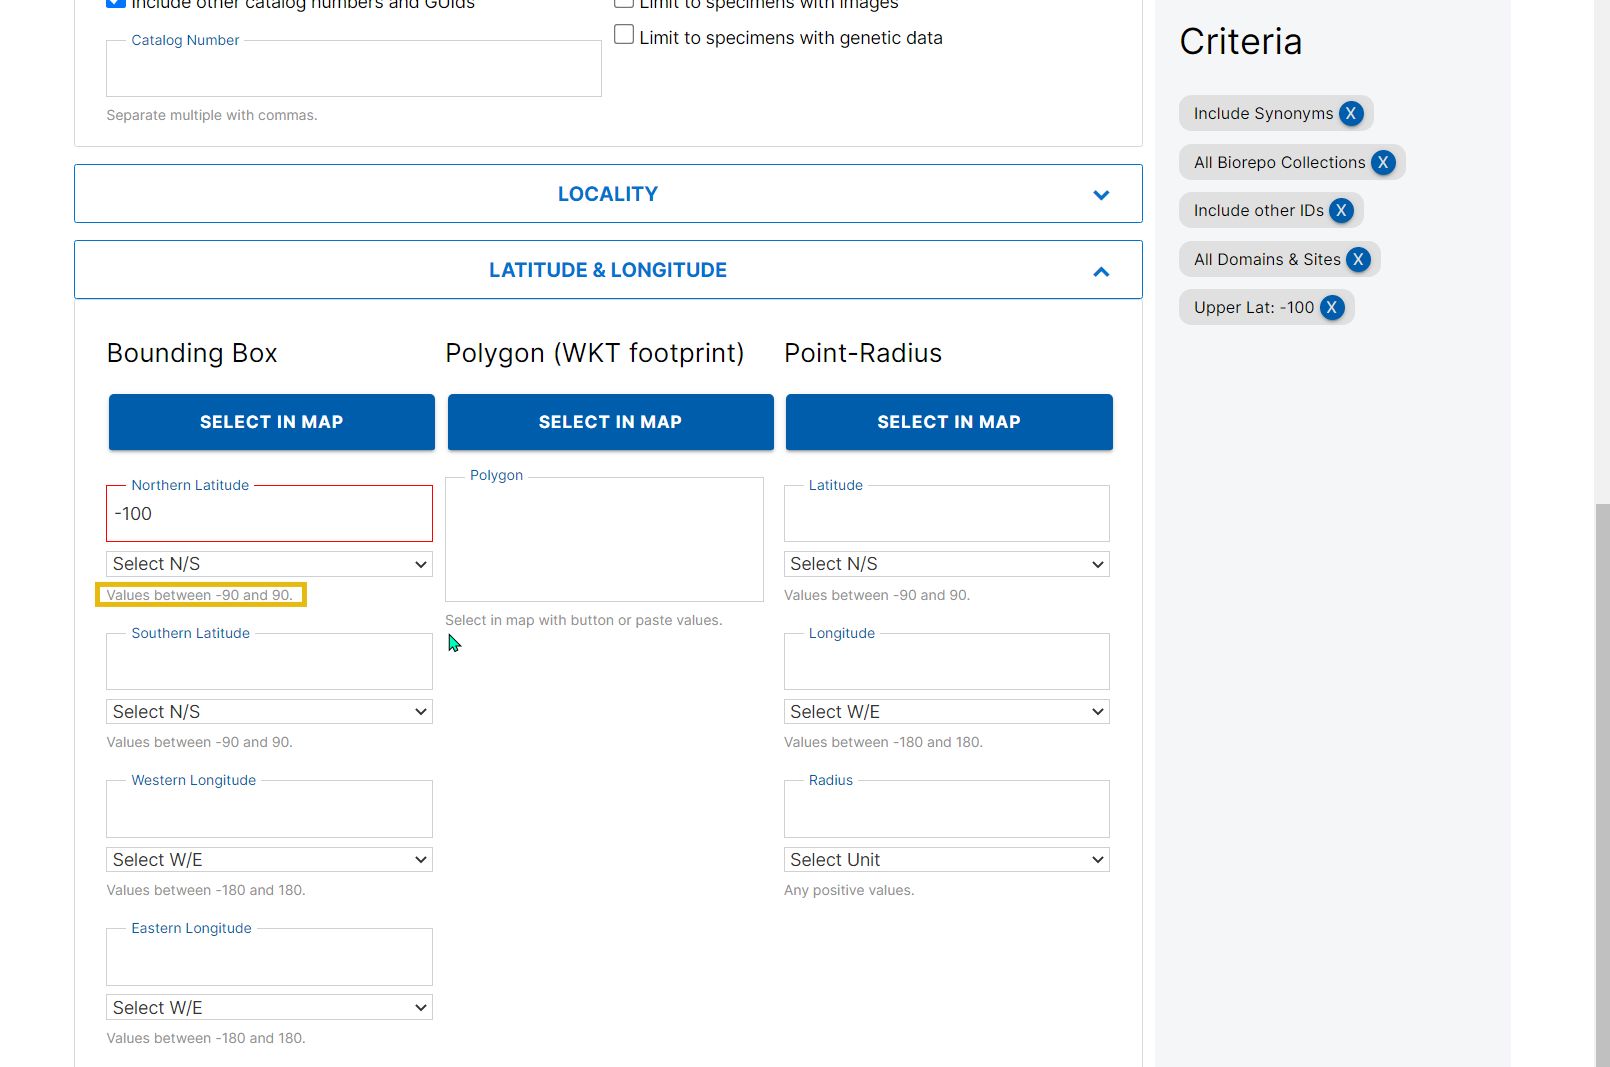 Include other catalog numbers and GUIds
Limit to specimens with images
Catalog Number
Limit to specimens with genetic data
Separate multiple with commas.
LOCALITY
LATITUDE & LONGITUDE
Bounding Box
SELECT IN MAP
Northern Latitude
-100
Select N/S
Values between -90 and 90.
Southern Latitude
Select N/S
Values between -90 and 90.
Western Longitude
Select W/E
Values between -180 and 180.
Eastern Longitude
Select W/E
Values between -180 and 180.
Polygon (WKT footprint)
SELECT IN MAP
Polygon
Select in map with button or paste values.
Point-Radius
SELECT IN MAP
Latitude
Select N/S
Values between -90 and 90.
Longitude
Select W/E
Values between -180 and 180.
Radius
Select Unit
Any positive values.
Criteria
Include Synonyms X
All Biorepo Collections X
Include other IDs X
All Domains & Sites X
Upper Lat: -100 X